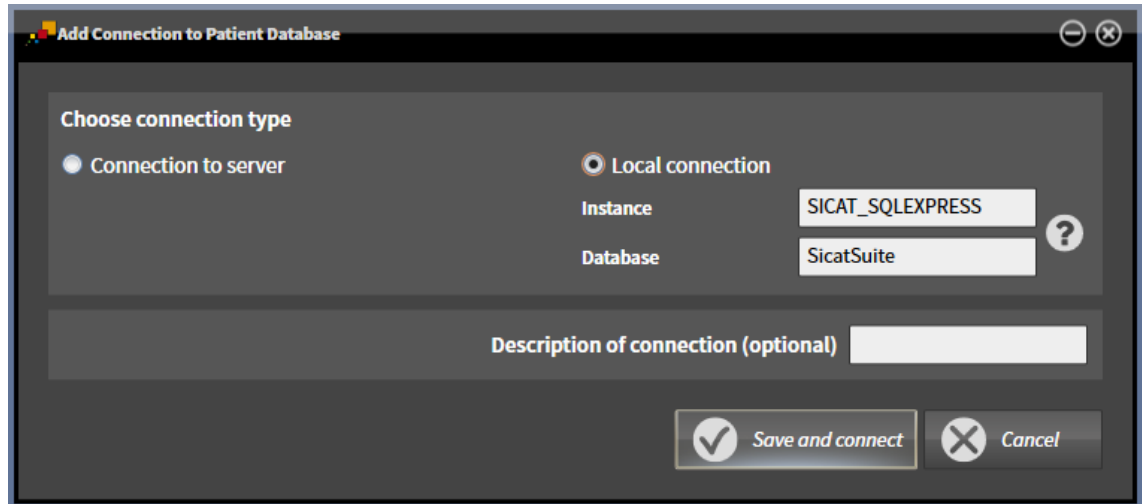 Add Connection to Patient Database
Choose connection type
Connection to server
Local connection
Instance
SICAT_SQLEXPRESS
Database
SicatSuite
?
Description of connection (optional)
Save and connect
Cancel